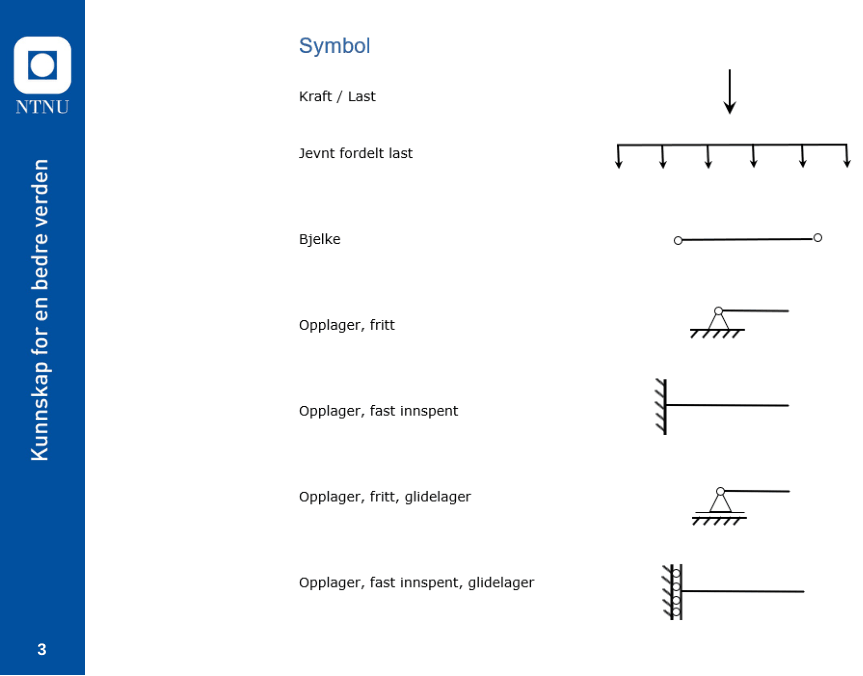 NTNU
Kunnskap for en bedre verden
Symbol
Kraft / Last
Jevnt fordelt last
Bjelke
Opplager, fritt
Opplager, fast innspent
Opplager, fritt, glidelager
Opplager, fast innspent, glidelager
3